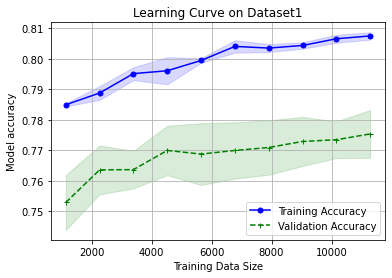 Learning Curve on Dataset1
Model accuracy
0.81
0.80
0.79
0.78
0.77
0.76
0.75
Training Accuracy
Validation Accuracy
2000 4000 6000 8000 10000
Training Data Size